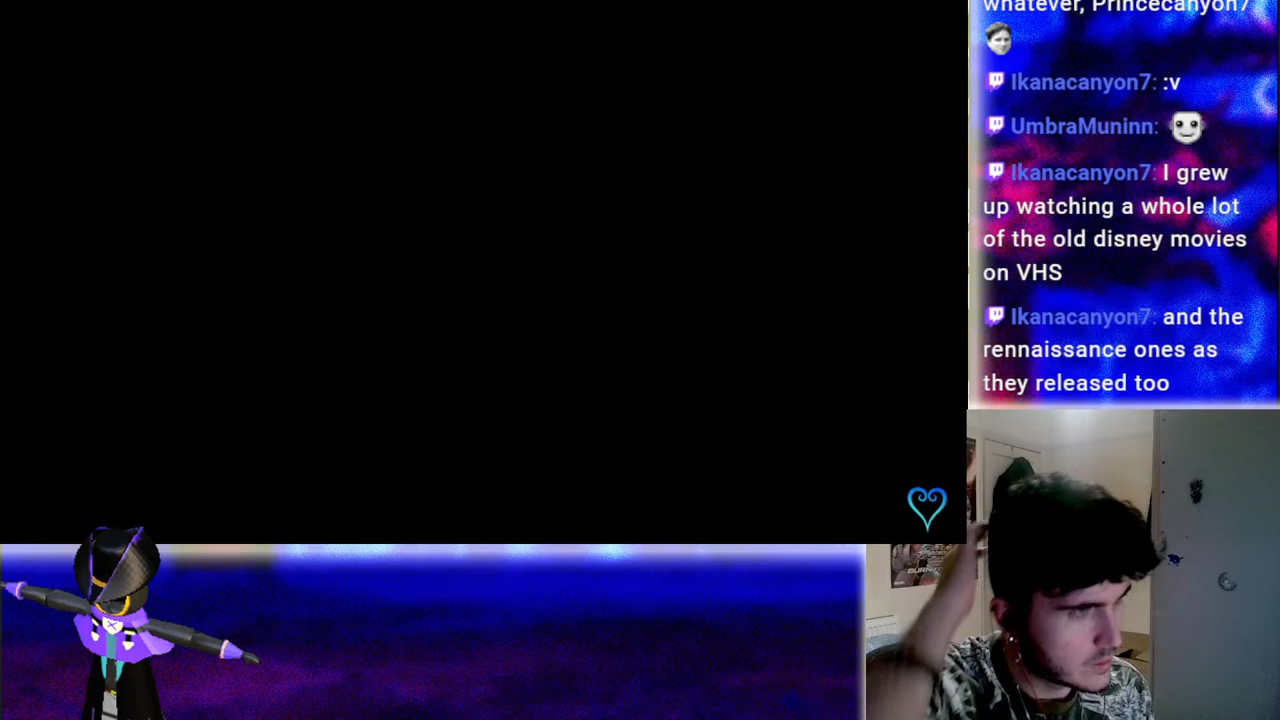 whatever, Princecanyon7
Ikanacanyon7: :v
UmbraMuninn:
Ikanacanyon7: I grew
up watching a whole lot
of the old disney movies
on VHS
Ikanacanyon7: and the
rennaissance ones as
they released too